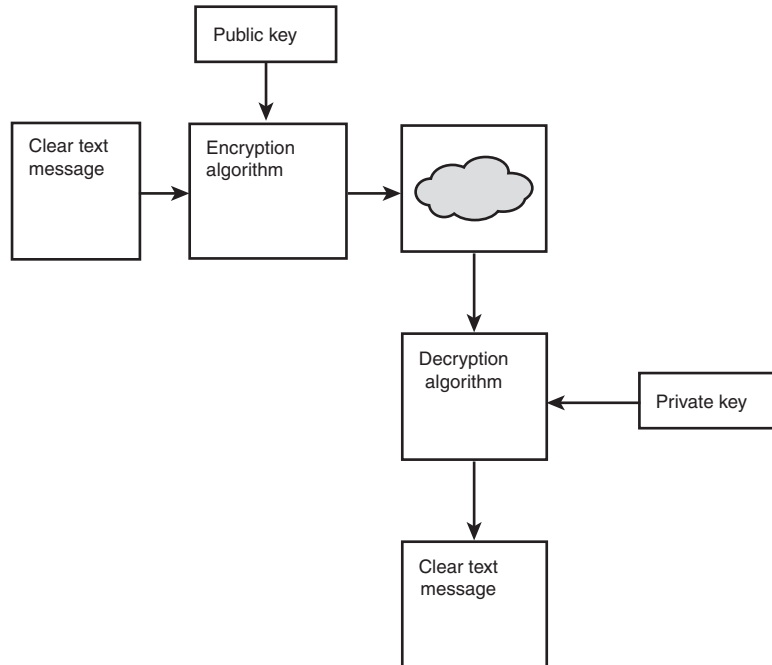 Public key
Clear text
message
Encryption
algorithm
Decryption
algorithm
Private key
Clear text
message